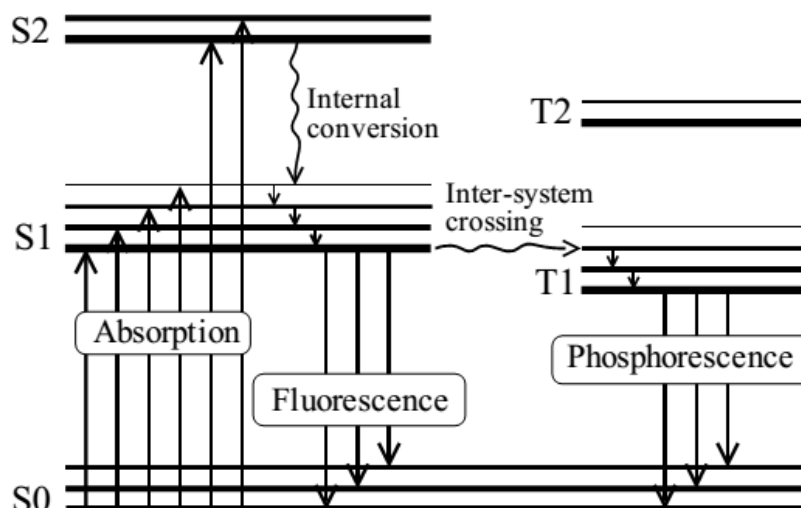 S2
Internal
conversion
T2
Inter-system
crossing
S1
T1
Absorption
Phosphorescence
Fluorescence
S0